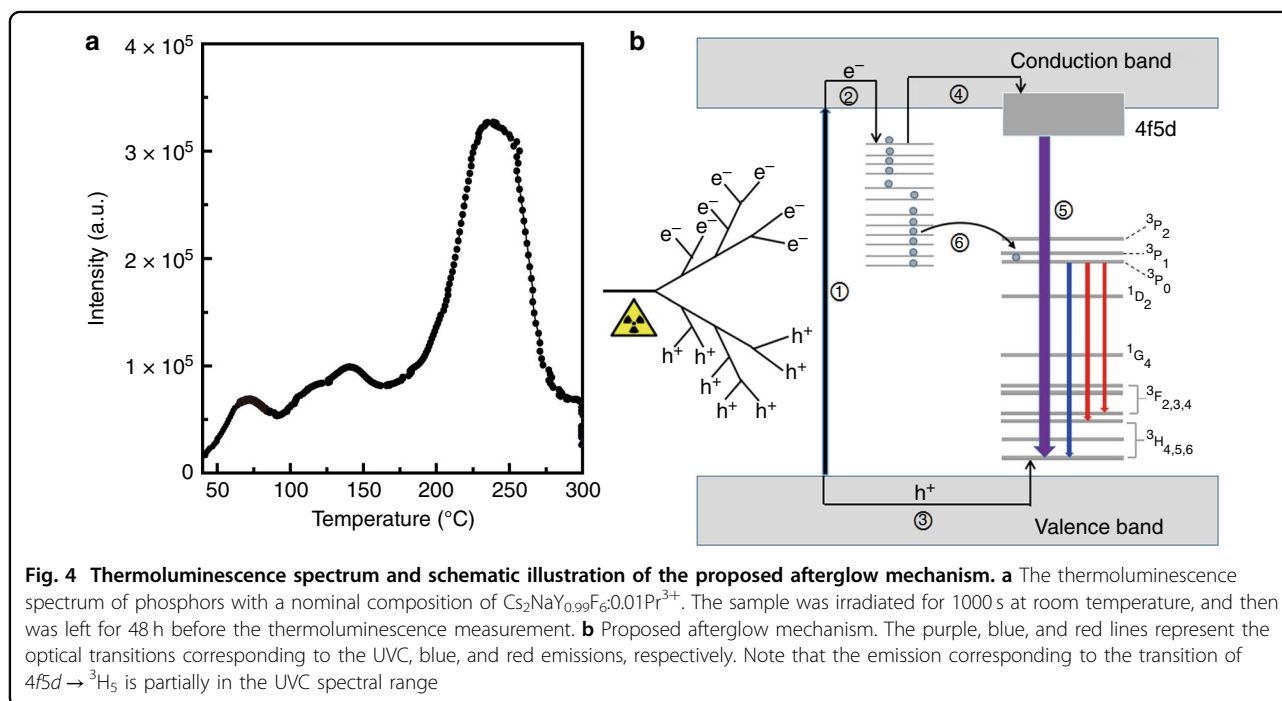 a
4 × 10⁵
3 × 10⁵
2 × 10⁵
1 × 10⁵
0
Intensity (a.u.)
50 100 150 200 250 300
Temperature (°C)
b
Conduction band
e⁻
②
④
4f5d
e⁻ e⁻
e⁻ e⁻
e⁻ e⁻
e⁻
①
⑤
⑥
³P₂
³P₁
³P₀
¹D₂
¹G₄
³F₂,₃,₄
³H₄,₅,₆
h⁺ h⁺
h⁺ h⁺
h⁺ h⁺
h⁺
h⁺
③
Valence band
Fig. 4 Thermoluminescence spectrum and schematic illustration of the proposed afterglow mechanism. a The thermoluminescence
spectrum of phosphors with a nominal composition of Cs₂NaY₀.₉₉F₆:0.01Pr³⁺. The sample was irradiated for 1000 s at room temperature, and then
was left for 48 h before the thermoluminescence measurement. b Proposed afterglow mechanism. The purple, blue, and red lines represent the
optical transitions corresponding to the UVC, blue, and red emissions, respectively. Note that the emission corresponding to the transition of
4f5d → ³H₅ is partially in the UVC spectral range